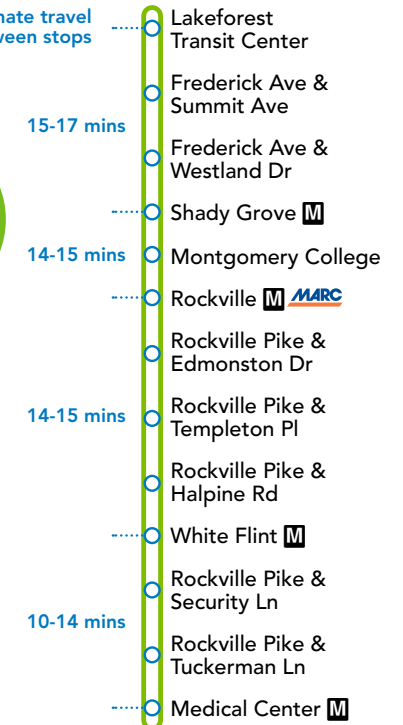 nate travel
ween stops
Lakeforest
Transit Center
Frederick Ave &
Summit Ave
15-17 mins
Frederick Ave &
Westland Dr
Shady Grove M
14-15 mins
Montgomery College
Rockville M MARC
Rockville Pike &
Edmonston Dr
14-15 mins
Rockville Pike &
Templeton Pl
Rockville Pike &
Halpine Rd
White Flint M
Rockville Pike &
Security Ln
10-14 mins
Rockville Pike &
Tuckerman Ln
Medical Center M